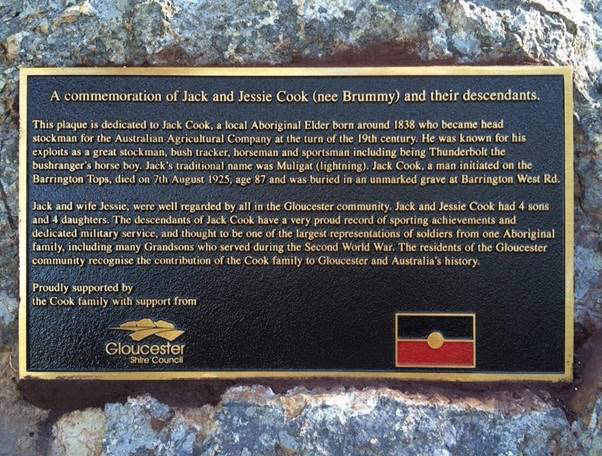 A commemoration of Jack and Jessie Cook (nee Brummy) and their descendants.
This plaque is dedicated to Jack Cook, a local Aboriginal Elder born around 1838 who became head
stockman for the Australian Agricultural Company at the turn of the 19th century. He was known for his
exploits as a great stockman, bush tracker, horseman and sportsman including being Thunderbolt the
bushranger's horse boy. Jack's traditional name was Muligat (lightning). Jack Cook, a man initiated on the
Barrington Tops, died on 7th August 1925, age 87 and was buried in an unmarked grave at Barrington West Rd.
Jack and wife Jessie, were well regarded by all in the Gloucester community. Jack and Jessie Cook had 4 sons
and 4 daughters. The descendants of Jack Cook have a very proud record of sporting achievements and
dedicated military service, and thought to be one of the largest representations of soldiers from one Aboriginal
family, including many Grandsons who served during the Second World War. The residents of the Gloucester
community recognise the contribution of the Cook family to Gloucester and Australia's history.
Proudly supported by
the Cook family with support from
Gloucester
Shire Council